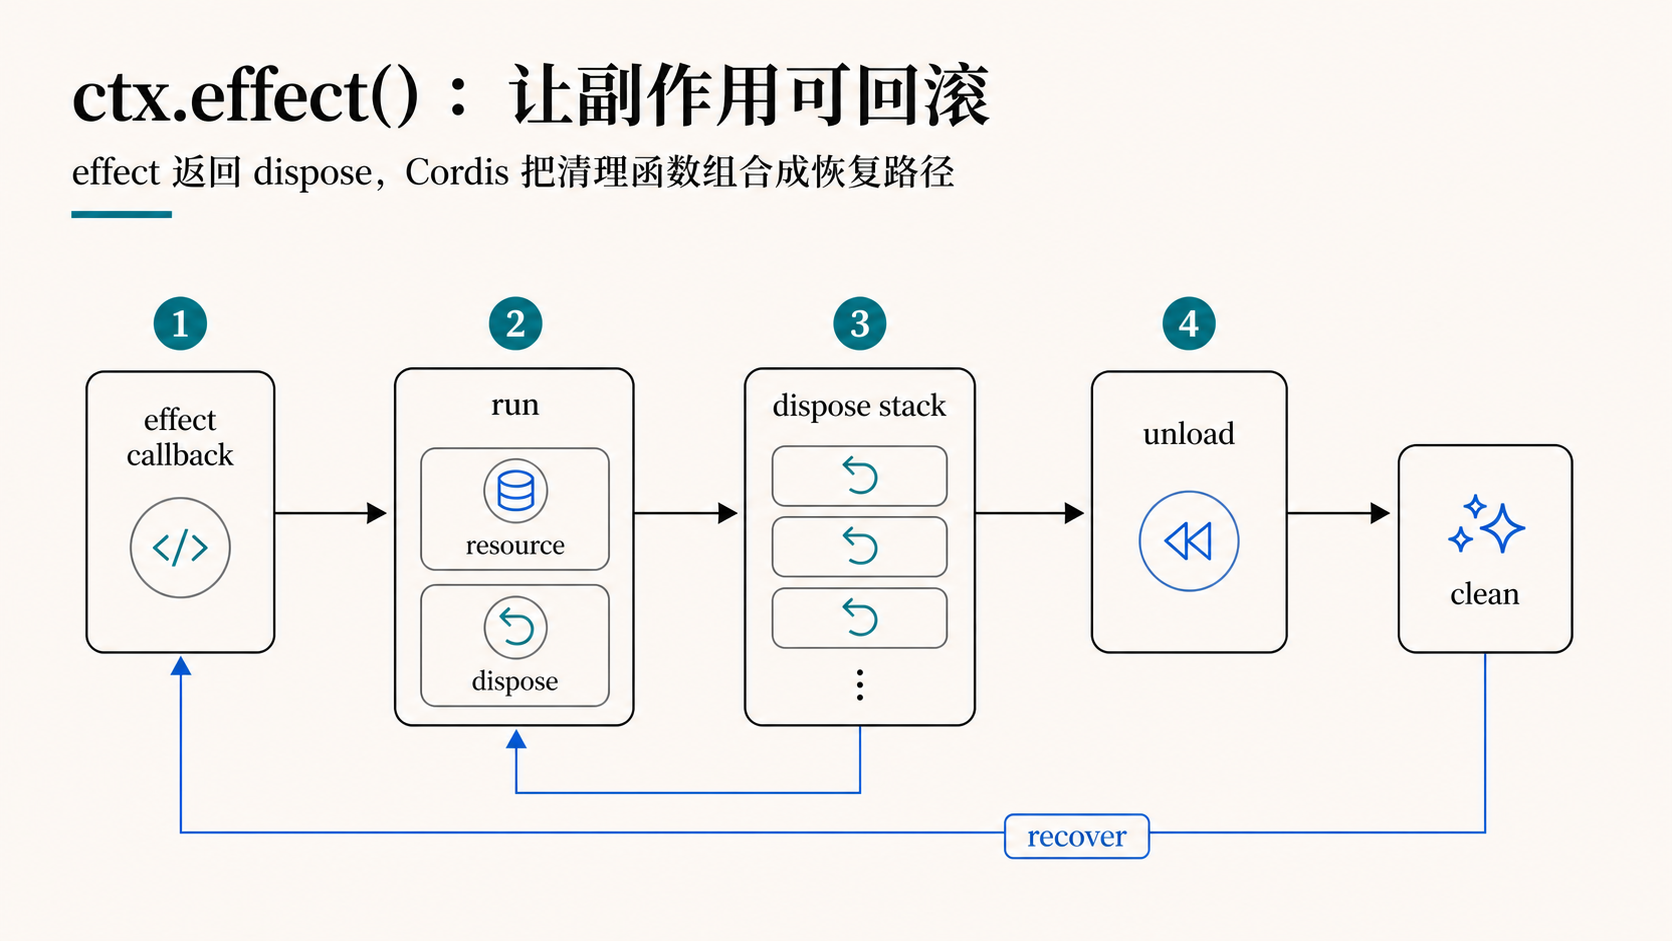 ctx.effect()：让副作用可回滚
effect 返回 dispose，Cordis 把清理函数组合成恢复路径
1
effect
callback
</>
2
run
resource
dispose
3
dispose stack
4
unload
clean
recover